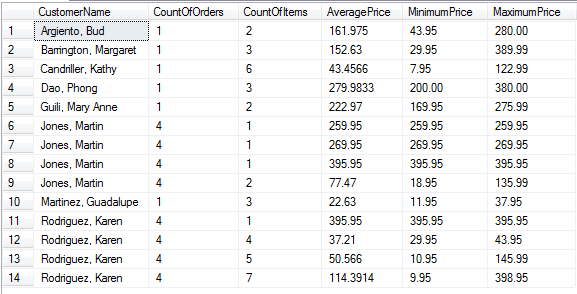 CustomerName CountOfOrders CountOfItems AveragePrice MinimumPrice MaximumPrice
1 Argiento, Bud 1 2 161.975 43.95 280.00
2 Barrington, Margaret 1 3 152.63 29.95 389.99
3 Candriller, Kathy 1 6 43.4566 7.95 122.99
4 Dao, Phong 1 3 279.9833 200.00 380.00
5 Guili, Mary Anne 1 2 222.97 169.95 275.99
6 Jones, Martin 4 1 259.95 259.95 259.95
7 Jones, Martin 4 1 269.95 269.95 269.95
8 Jones, Martin 4 1 395.95 395.95 395.95
9 Jones, Martin 4 2 77.47 18.95 135.99
10 Martinez, Guadalupe 1 3 22.63 11.95 37.95
11 Rodriguez, Karen 4 1 395.95 395.95 395.95
12 Rodriguez, Karen 4 4 37.21 29.95 43.95
13 Rodriguez, Karen 4 5 50.566 10.95 145.99
14 Rodriguez, Karen 4 7 114.3914 9.95 398.95